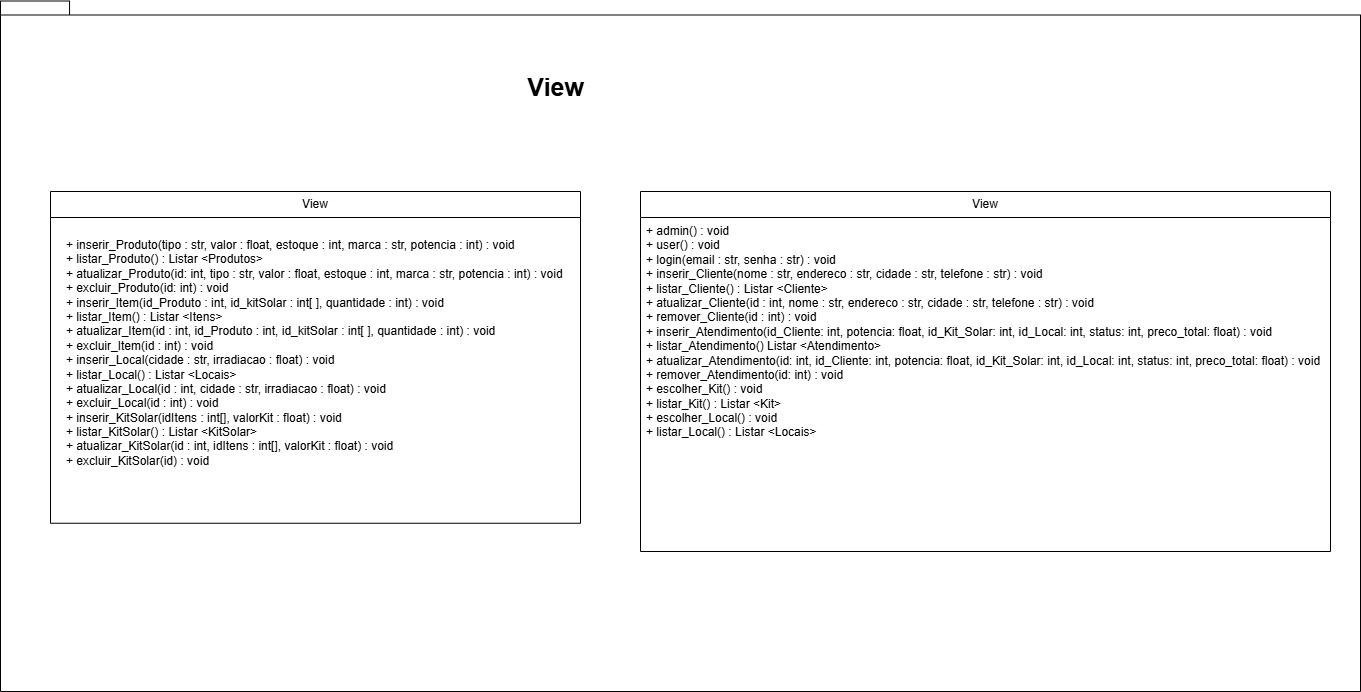 View
View
+ inserir_Produto(tipo : str, valor : float, estoque : int, marca : str, potencia : int) : void
+ listar_Produto() : Listar <Produtos>
+ atualizar_Produto(id: int, tipo : str, valor : float, estoque : int, marca : str, potencia : int) : void
+ excluir_Produto(id: int) : void
+ inserir_Item(id_Produto : int, id_kitSolar : int[ ], quantidade : int) : void
+ listar_Item() : Listar <Itens>
+ atualizar_Item(id : int, id_Produto : int, id_kitSolar : int[ ], quantidade : int) : void
+ excluir_Item(id : int) : void
+ inserir_Local(cidade : str, irradiacao : float) : void
+ listar_Local() : Listar <Locais>
+ atualizar_Local(id : int, cidade : str, irradiacao : float) : void
+ excluir_Local(id : int) : void
+ inserir_KitSolar(idItens : int[], valorKit : float) : void
+ listar_KitSolar() : Listar <KitSolar>
+ atualizar_KitSolar(id : int, idItens : int[], valorKit : float) : void
+ excluir_KitSolar(id) : void
View
+ admin() : void
+ user() : void
+ login(email : str, senha : str) : void
+ inserir_Cliente(nome : str, endereco : str, cidade : str, telefone : str) : void
+ listar_Cliente() : Listar <Cliente>
+ atualizar_Cliente(id : int, nome : str, endereco : str, cidade : str, telefone : str) : void
+ remover_Cliente(id : int) : void
+ inserir_Atendimento(id_Cliente: int, potencia: float, id_Kit_Solar: int, id_Local: int, status: int, preco_total: float) : void
+ listar_Atendimento() Listar <Atendimento>
+ atualizar_Atendimento(id: int, id_Cliente: int, potencia: float, id_Kit_Solar: int, id_Local: int, status: int, preco_total: float) : void
+ remover_Atendimento(id: int) : void
+ escolher_Kit() : void
+ listar_Kit() : Listar <Kit>
+ escolher_Local() : void
+ listar_Local() : Listar <Locais>